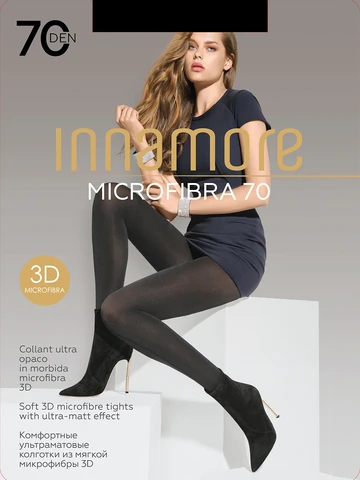 70 DEN
innamore
MICROFIBRA 70
3D
MICROFIBRA
Collant ultra
opaco
in morbida
microfibra
3D
Soft 3D microfibre tights
with ultra-matt effect
Комфортные
ультраматовые
колготки из мягкой
микрофибры 3D